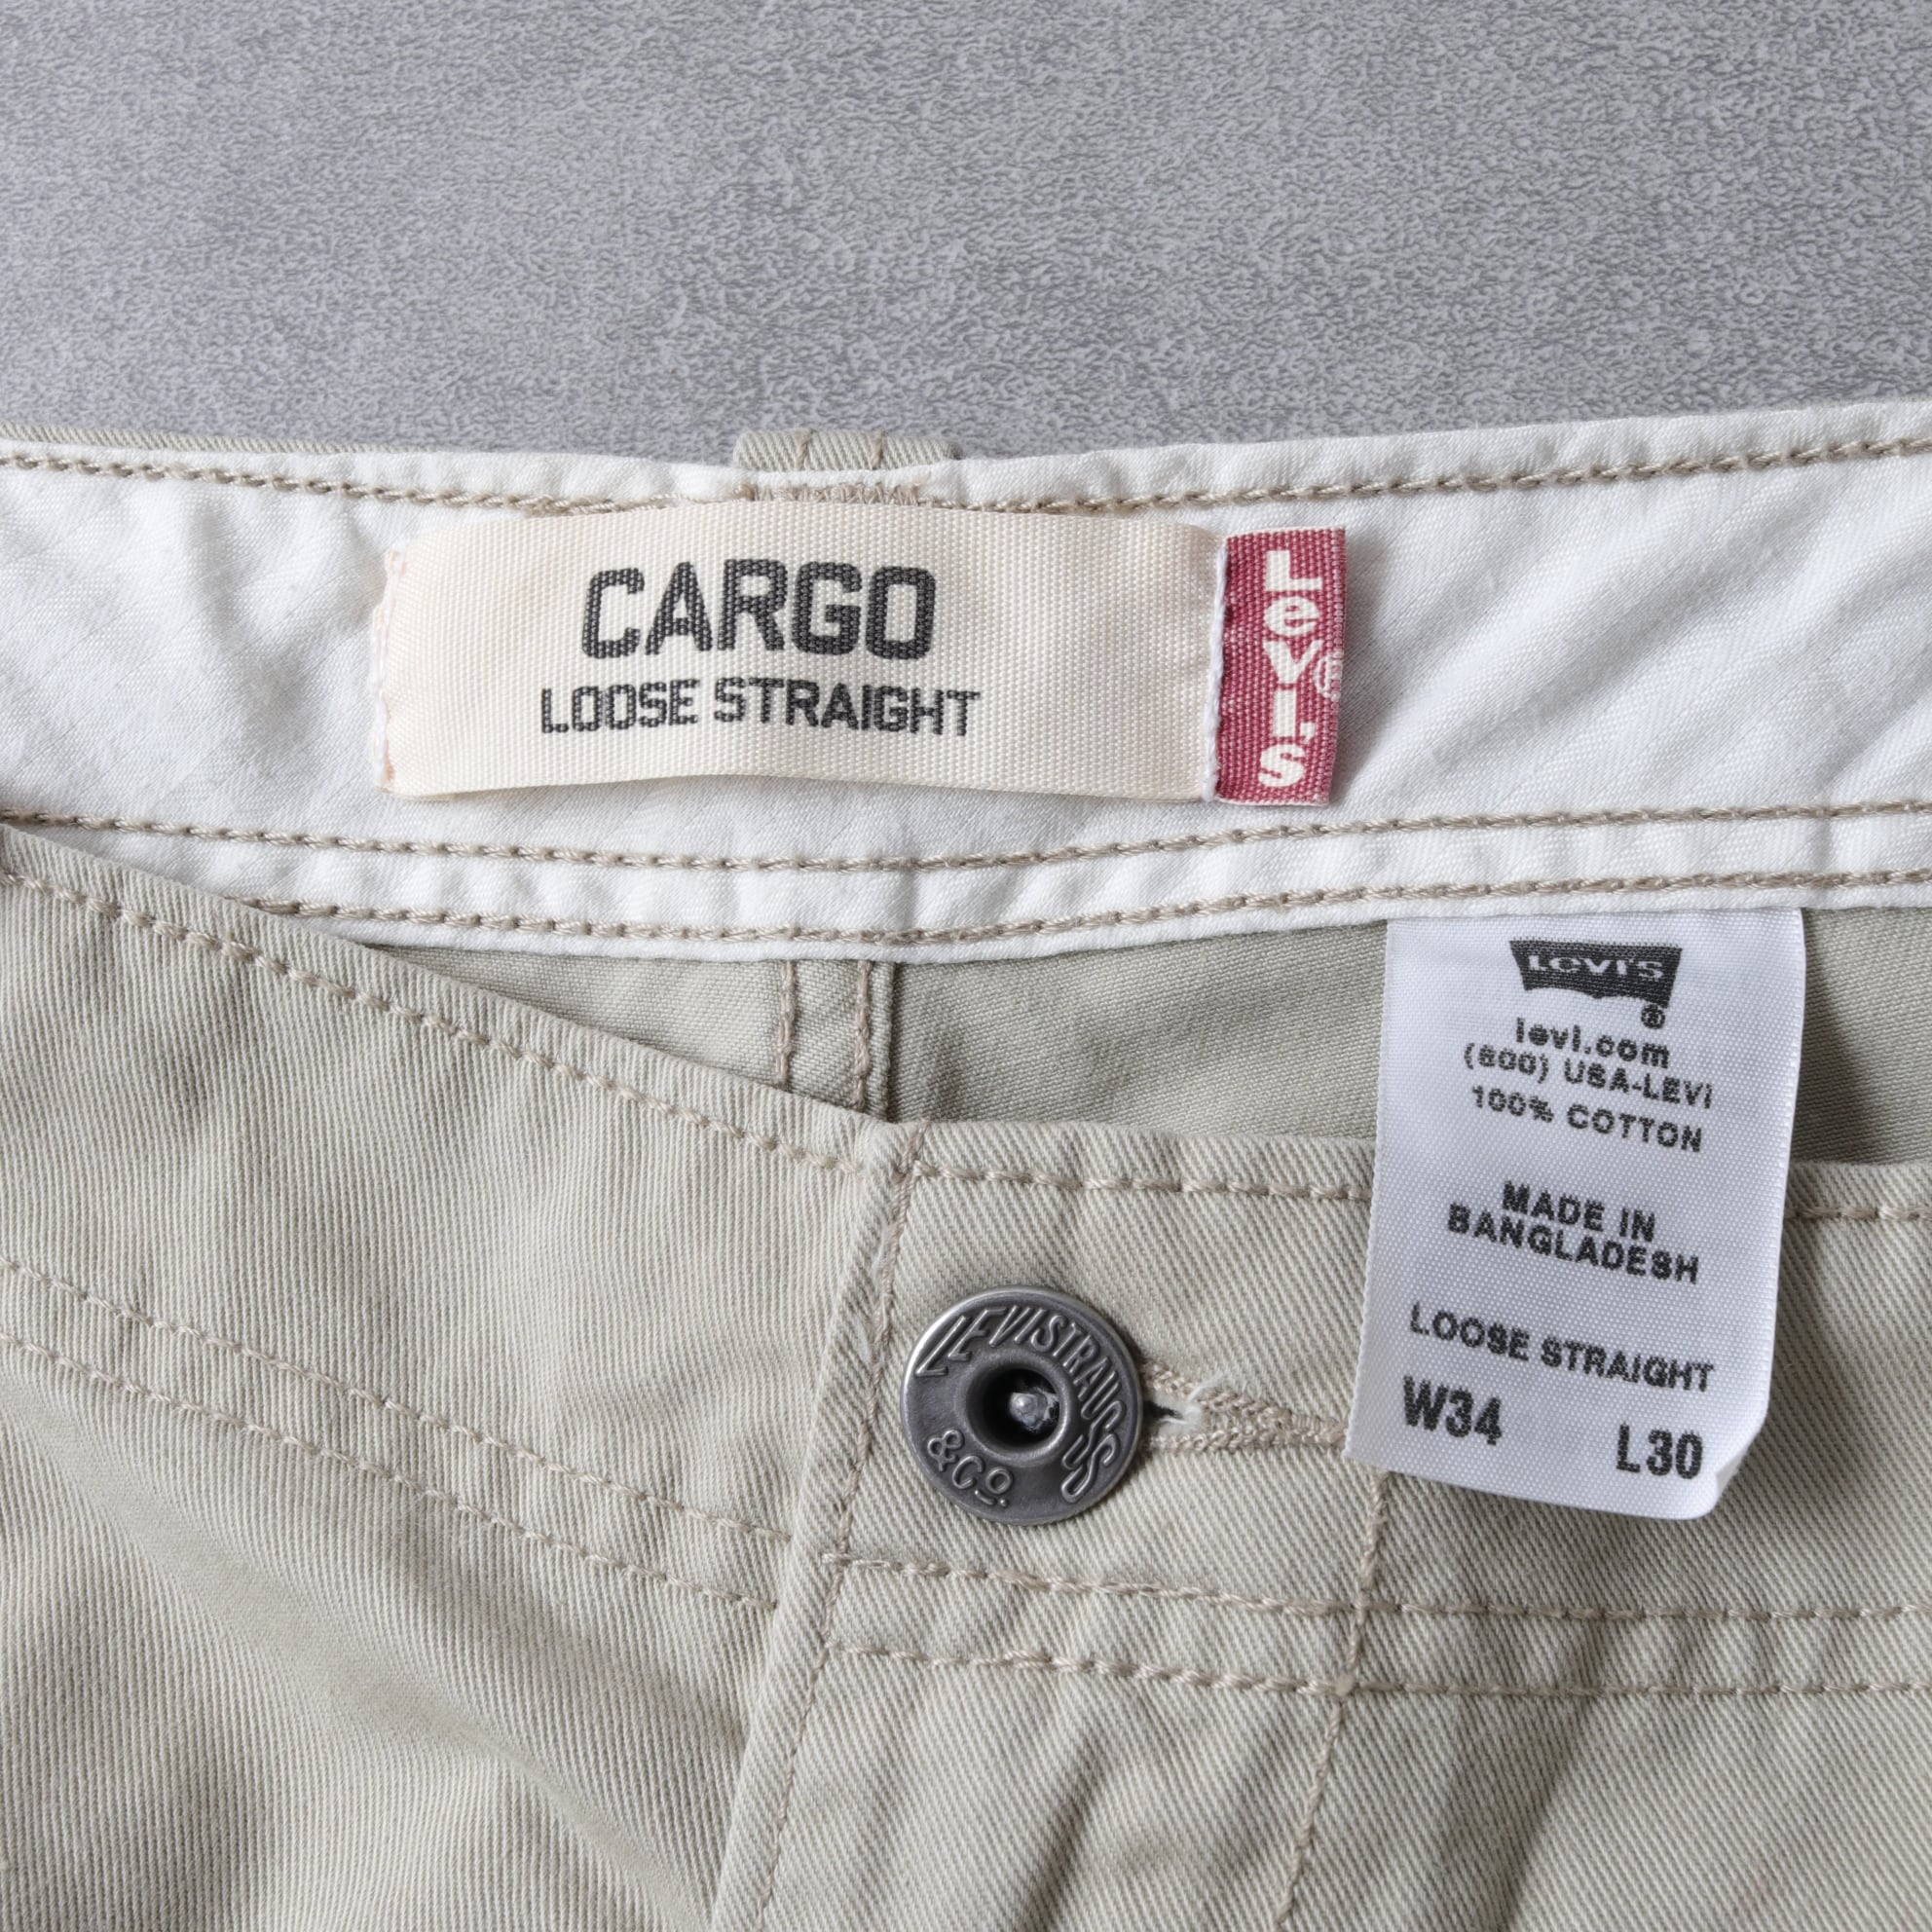 CARGO
LOOSE STRAIGHT
Levi's®
LEVI'S®
levi.com
(800) USA-LEVI
100% COTTON
MADE IN
BANGLADESH
LOOSE STRAIGHT
W34 L30
LEVI STRAUSS
& Co.